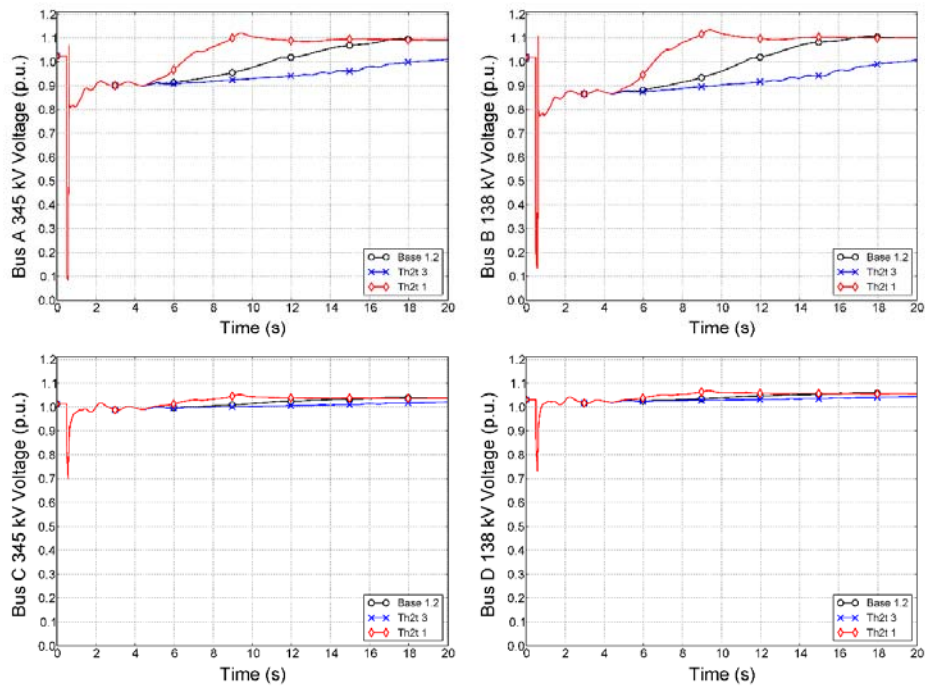 Bus A 345 kV Voltage (p.u.)
1.2
1.1
1.0
0.9
0.8
0.7
0.6
0.5
0.4
0.3
0.2
0.1
0.0
Base 1.2
Th2t 3
Th2t 1
0 2 4 6 8 10 12 14 16 18 20
Time (s)
Bus B 138 kV Voltage (p.u.)
1.2
1.1
1.0
0.9
0.8
0.7
0.6
0.5
0.4
0.3
0.2
0.1
0.0
Base 1.2
Th2t 3
Th2t 1
0 2 4 6 8 10 12 14 16 18 20
Time (s)
Bus C 345 kV Voltage (p.u.)
1.2
1.1
1.0
0.9
0.8
0.7
0.6
0.5
0.4
0.3
0.2
0.1
0.0
Base 1.2
Th2t 3
Th2t 1
0 2 4 6 8 10 12 14 16 18 20
Time (s)
Bus D 138 kV Voltage (p.u.)
1.2
1.1
1.0
0.9
0.8
0.7
0.6
0.5
0.4
0.3
0.2
0.1
0.0
Base 1.2
Th2t 3
Th2t 1
0 2 4 6 8 10 12 14 16 18 20
Time (s)